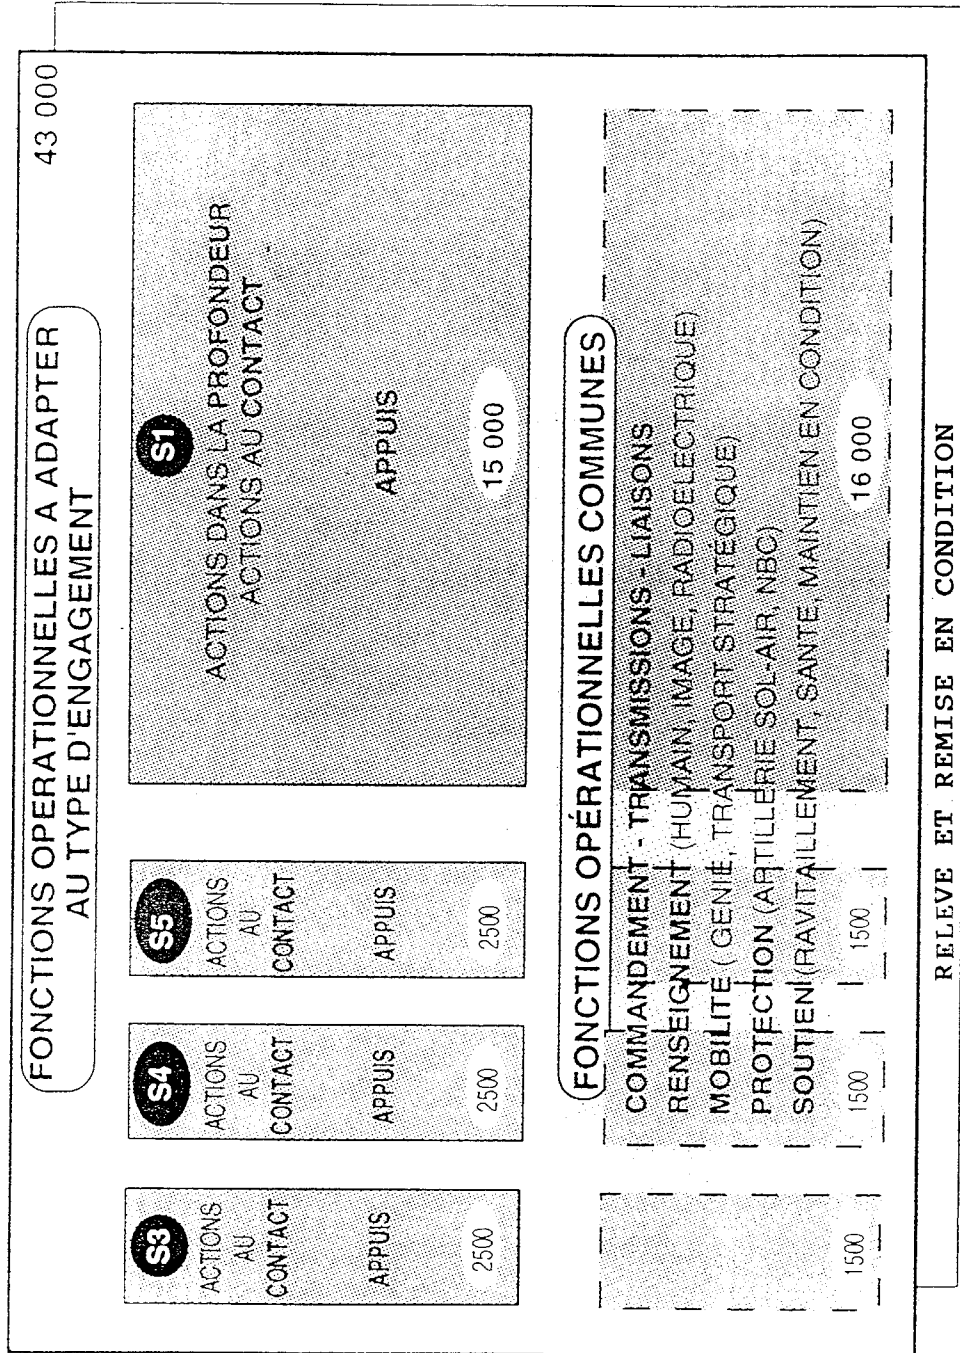 FONCTIONS OPERATIONNELLES A ADAPTER
AU TYPE D'ENGAGEMENT
43 000
S3
ACTIONS
AU
CONTACT
APPUIS
2500
S4
ACTIONS
AU
CONTACT
APPUIS
2500
S5
ACTIONS
AU
CONTACT
APPUIS
2500
S1
ACTIONS DANS LA PROFONDEUR
ACTIONS AU CONTACT
APPUIS
15 000
FONCTIONS OPÉRATIONNELLES COMMUNES
COMMANDEMENT - TRANSMISSIONS - LIAISONS
RENSEIGNEMENT (HUMAIN, IMAGE, RADIOELECTRIQUE)
MOBILITE ( GENIE, TRANSPORT STRATÉGIQUE)
PROTECTION (ARTILLERIE SOL-AIR, NBC)
SOUTIEN (RAVITAILLEMENT, SANTE, MAINTIEN EN CONDITION)
1500
1500
1500
16 000
RELEVE ET REMISE EN CONDITION